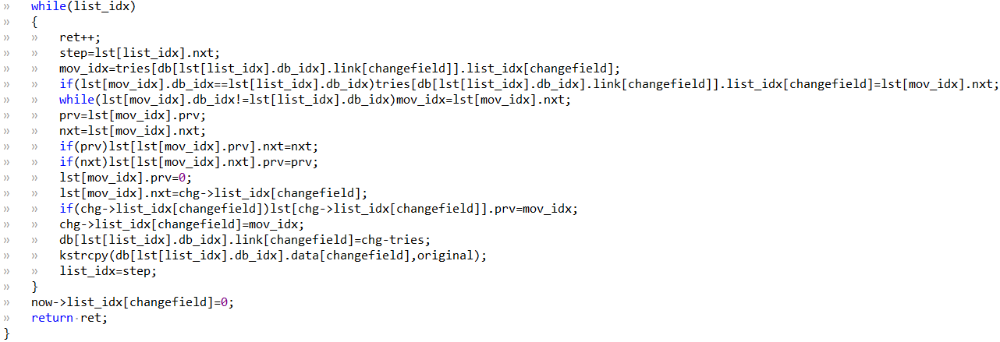 while(list_idx)
{
ret++;
step=lst[list_idx].nxt;
mov_idx=tries[db[lst[list_idx].db_idx].link[changefield]].list_idx[changefield];
if(lst[mov_idx].db_idx==lst[list_idx].db_idx)tries[db[lst[list_idx].db_idx].link[changefield]].list_idx[changefield]=lst[mov_idx].nxt;
while(lst[mov_idx].db_idx!=lst[list_idx].db_idx)mov_idx=lst[mov_idx].nxt;
prv=lst[mov_idx].prv;
nxt=lst[mov_idx].nxt;
if(prv)lst[lst[mov_idx].prv].nxt=nxt;
if(nxt)lst[lst[mov_idx].nxt].prv=prv;
lst[mov_idx].prv=0;
lst[mov_idx].nxt=chg->list_idx[changefield];
if(chg->list_idx[changefield])lst[chg->list_idx[changefield]].prv=mov_idx;
chg->list_idx[changefield]=mov_idx;
db[lst[list_idx].db_idx].link[changefield]=chg-tries;
kstrcpy(db[lst[list_idx].db_idx].data[changefield],original);
list_idx=step;
}
now->list_idx[changefield]=0;
return ret;
}